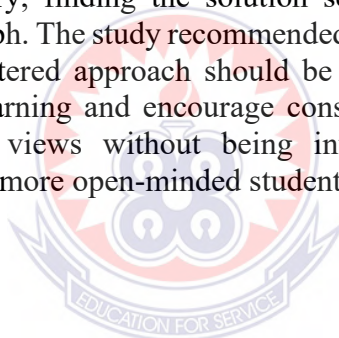 ry, finding the solution s
ph. The study recommended
tered approach should be
arning and encourage cons
views without being in
more open-minded student
EDUCATION FOR SERVICE